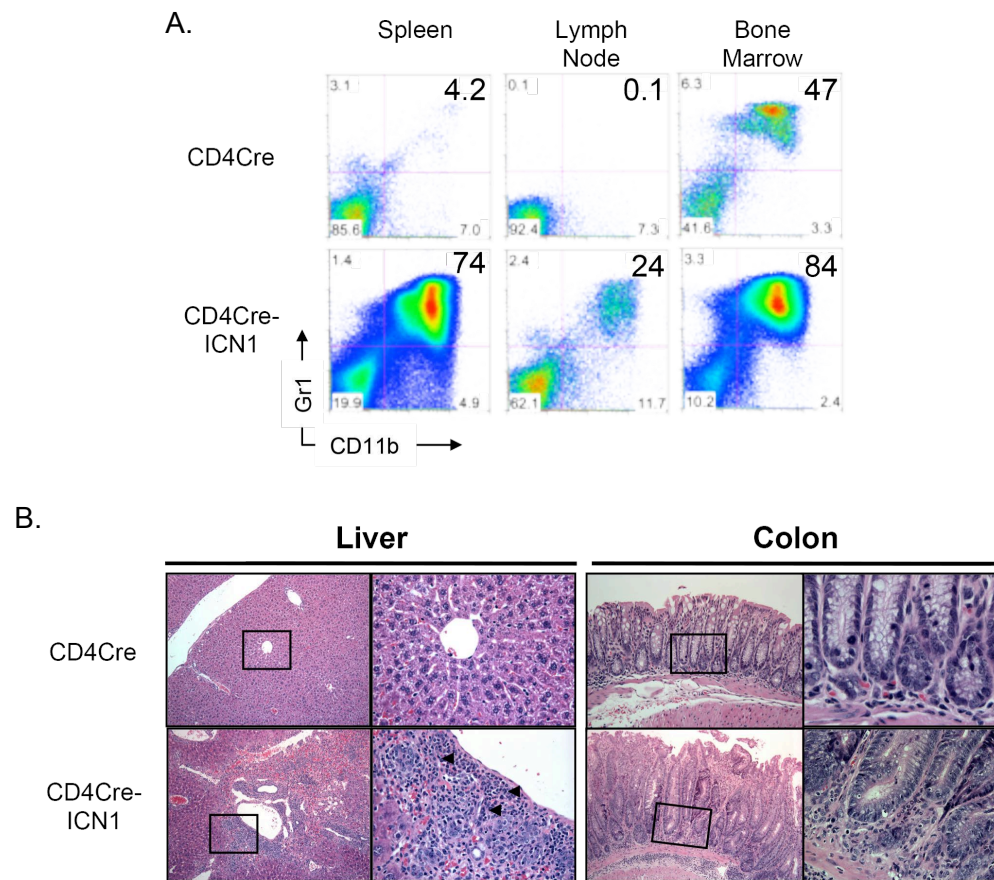 A.
Spleen
Lymph
Node
Bone
Marrow
CD4Cre
3.1
4.2
85.6
7.0
0.1
0.1
92.4
7.3
6.3
47
41.6
3.3
CD4Cre-
ICN1
1.4
74
19.9
4.9
2.4
24
62.1
11.7
3.3
84
10.2
2.4
Gr1
CD11b
B.
Liver
Colon
CD4Cre
CD4Cre-
ICN1